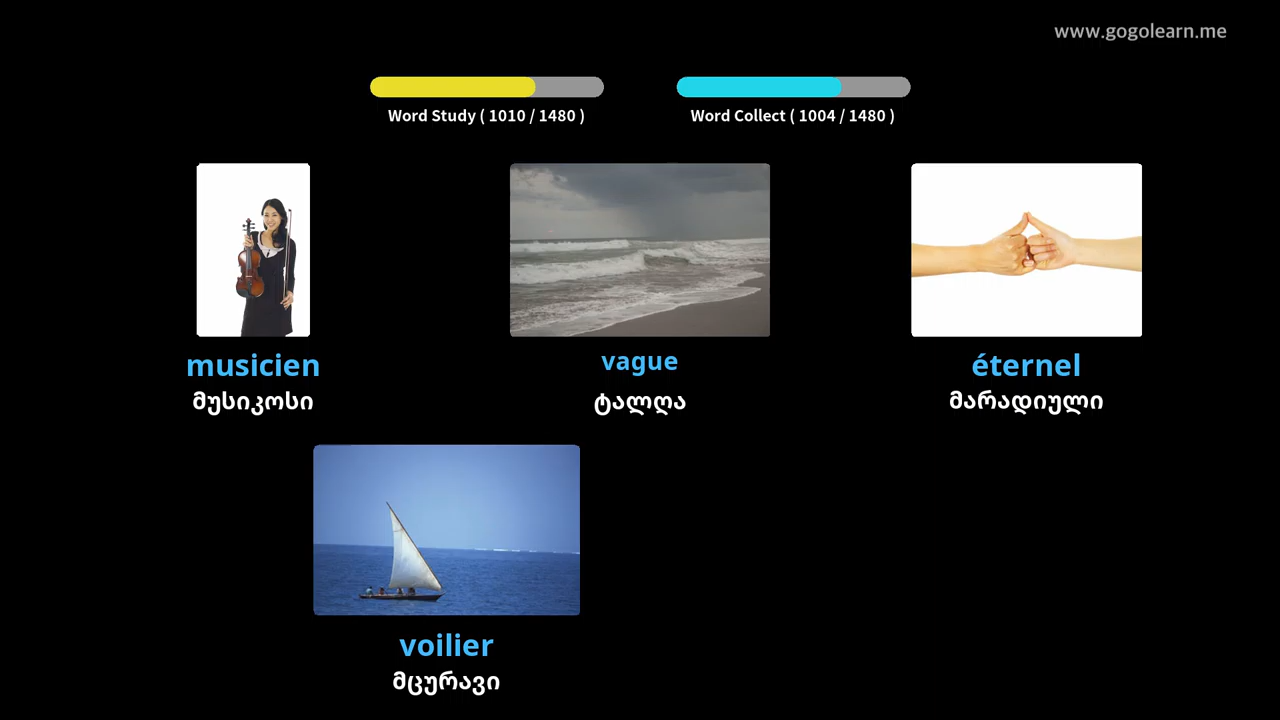 www.gogolearn.me
Word Study ( 1010 / 1480 )
Word Collect ( 1004 / 1480 )
musicien
მუსიკოსი
vague
ტალღა
éternel
მარადიული
voilier
მცურავი